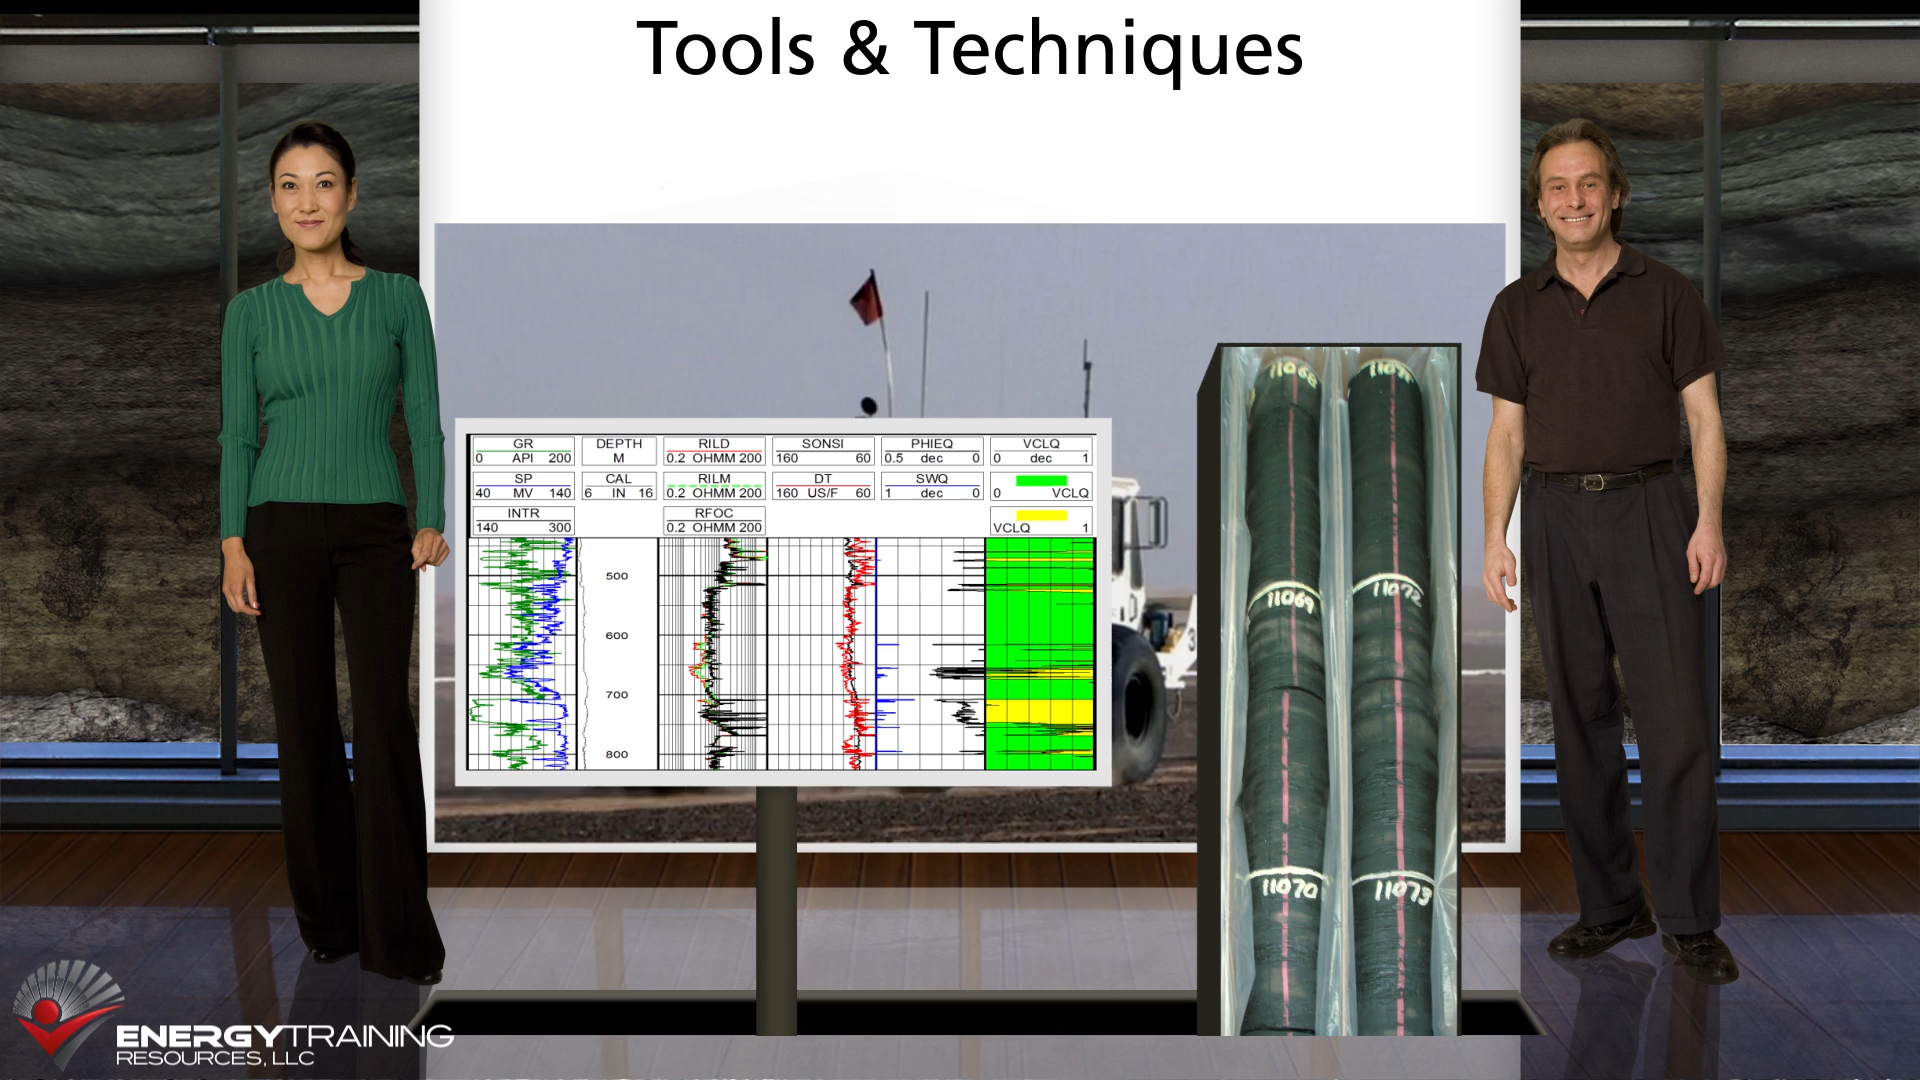 Tools & Techniques
GR
0 API 200
DEPTH
M
RILD
0.2 OHMM 200
SONSI
160 60
PHIEQ
0.5 dec 0
VCLQ
0 dec 1
SP
40 MV 140
CAL
6 IN 16
RILM
0.2 OHMM 200
DT
160 US/F 60
SWQ
1 dec 0
0 VCLQ
INTR
140 300
RFOC
0.2 OHMM 200
VCLQ 1
500
600
700
800
11068
11071
11069
11072
11070
11073
3
ENERGYTRAINING
RESOURCES, LLC